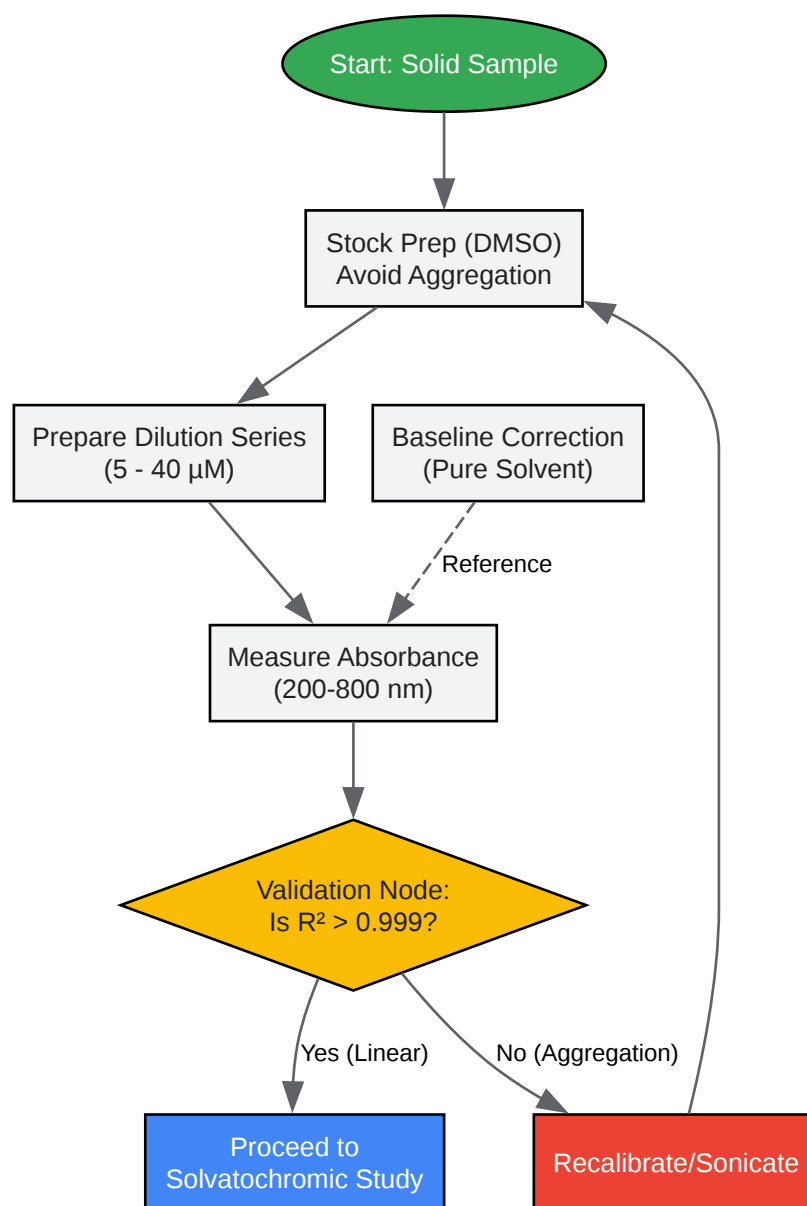 Start: Solid Sample
Stock Prep (DMSO)
Avoid Aggregation
Prepare Dilution Series
(5 - 40 µM)
Baseline Correction
(Pure Solvent)
Reference
Measure Absorbance
(200-800 nm)
Validation Node:
Is R² > 0.999?
Yes (Linear)
No (Aggregation)
Proceed to
Solvatochromic Study
Recalibrate/Sonicate